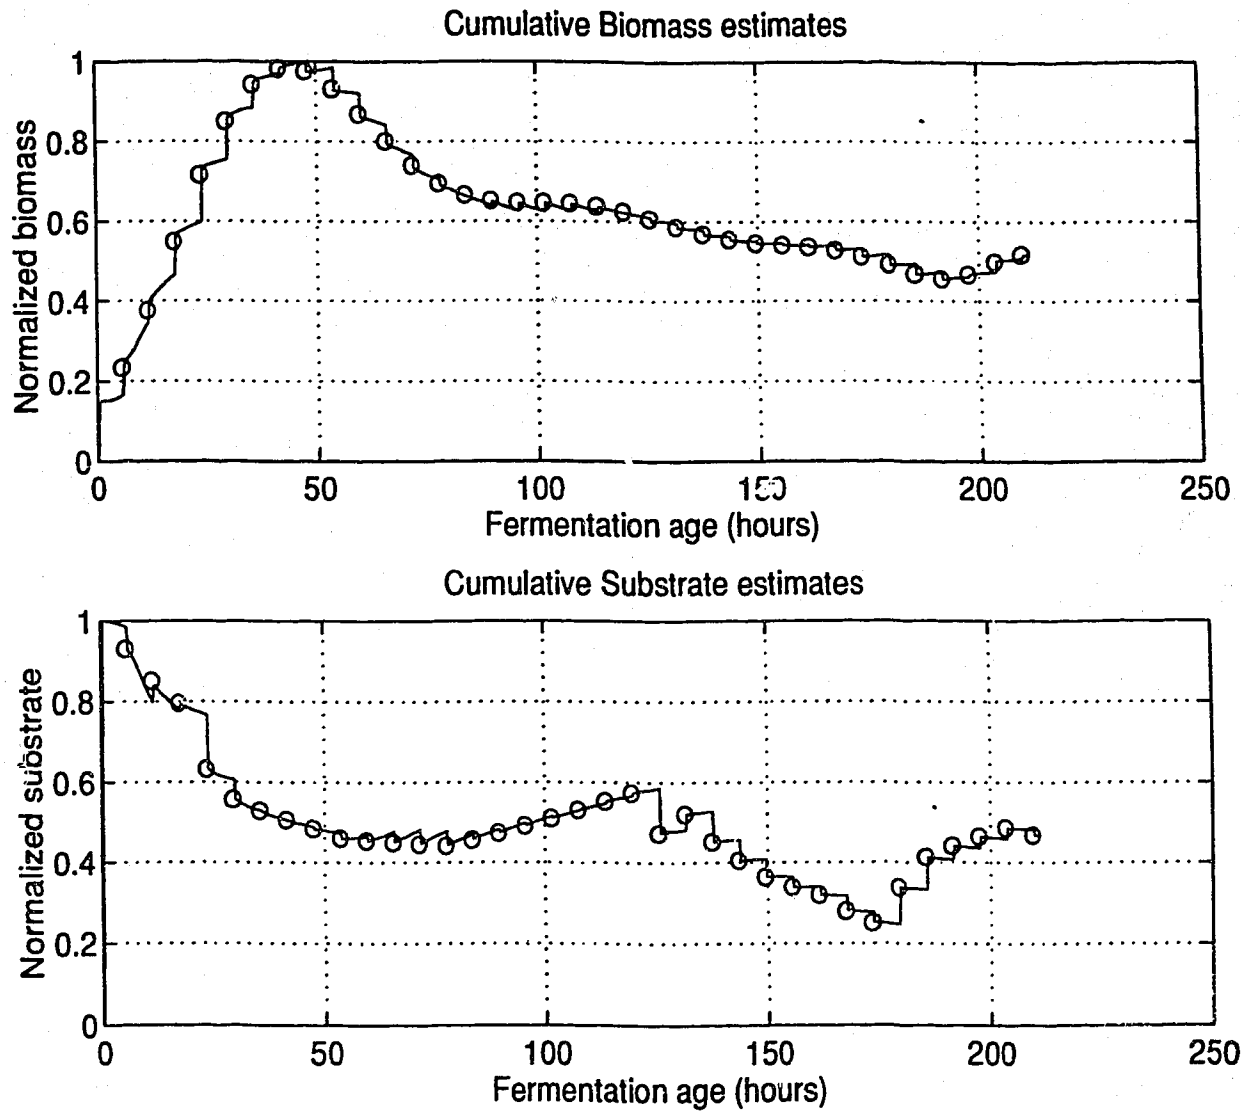 Cumulative Biomass estimates
1
0.8
0.6
0.4
0.2
0
Normalized biomass
0 50 100 150 200 250
Fermentation age (hours)
Cumulative Substrate estimates
1
0.8
0.6
0.4
0.2
0
Normalized substrate
0 50 100 150 200 250
Fermentation age (hours)